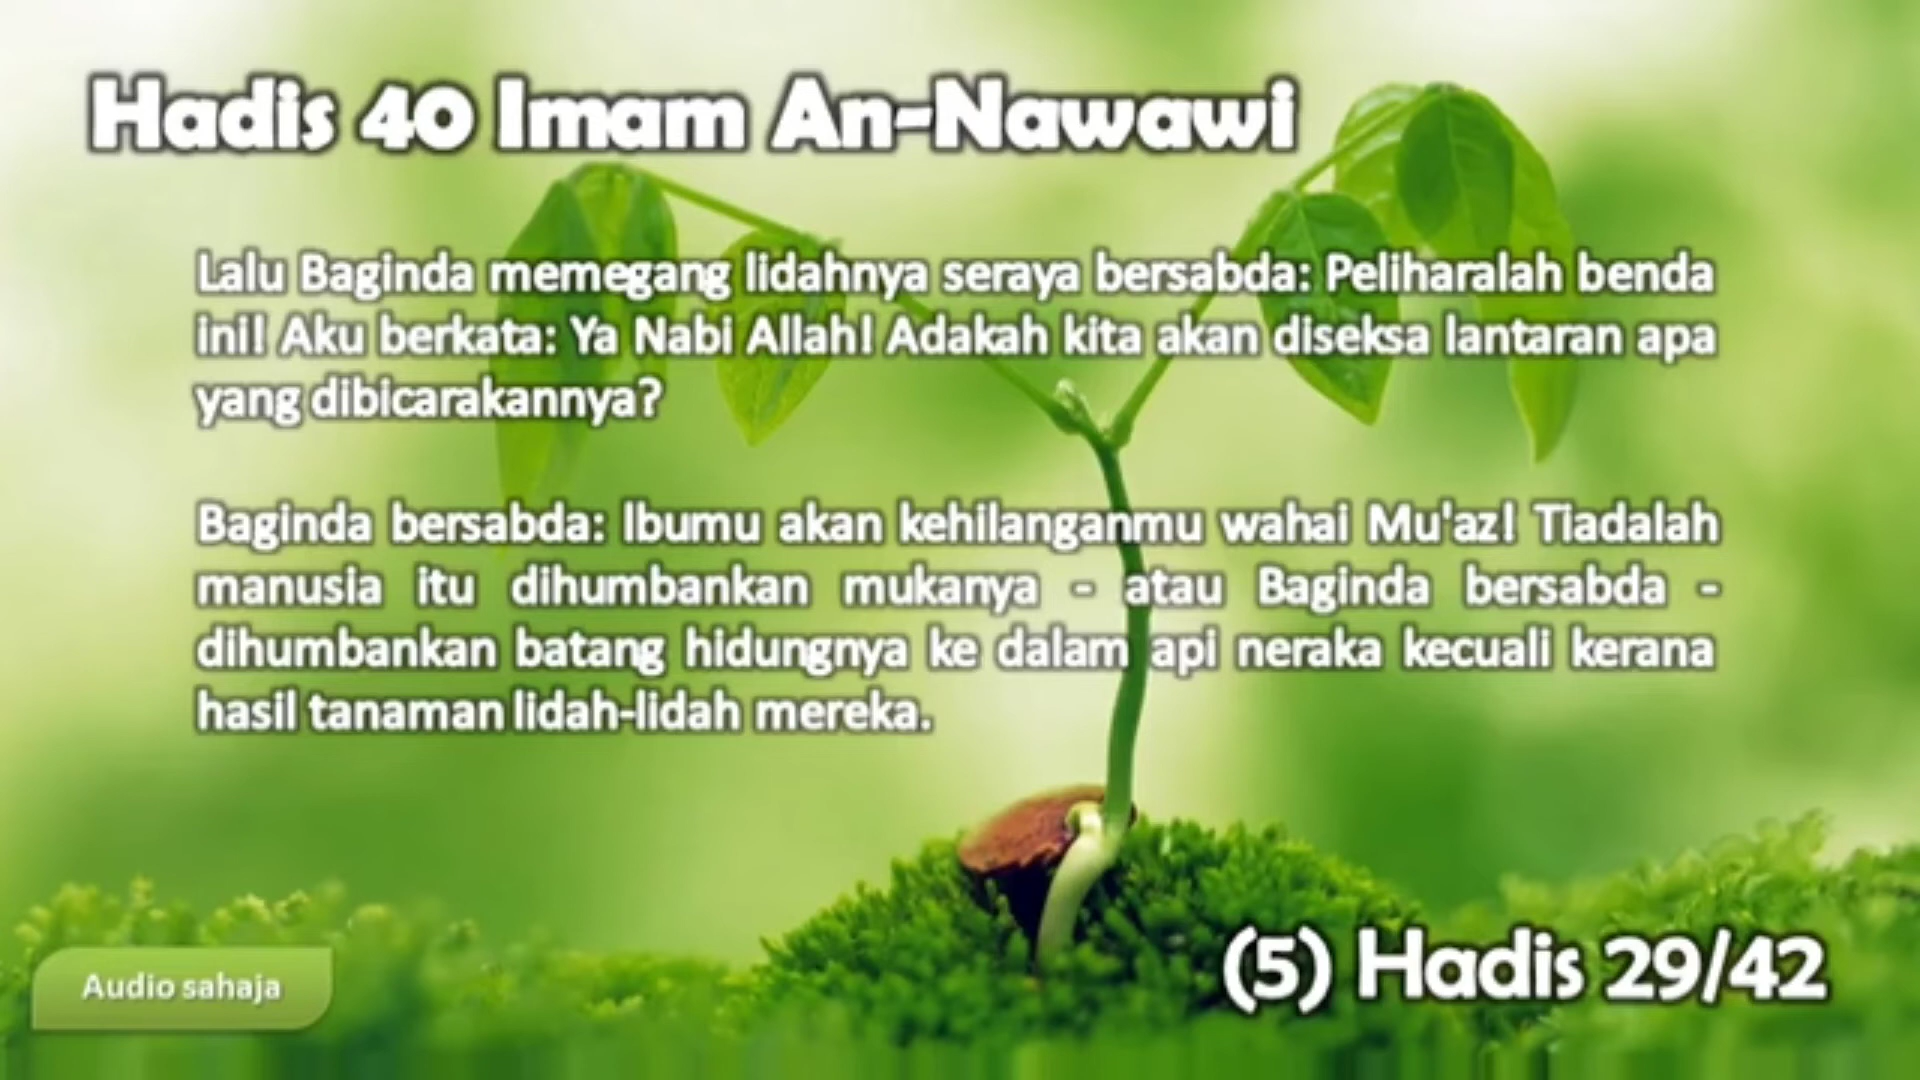 Hadis 40 Imam An-Nawawi
Lalu Baginda memegang lidahnya seraya bersabda: Peliharalah benda
ini! Aku berkata: Ya Nabi Allah! Adakah kita akan diseksa lantaran apa
yang dibicarakannya?
Baginda bersabda: Ibumu akan kehilanganmu wahai Mu'az! Tiadalah
manusia itu dihumbankan mukanya - atau Baginda bersabda -
dihumbankan batang hidungnya ke dalam api neraka kecuali kerana
hasil tanaman lidah-lidah mereka.
Audio sahaja
(5) Hadis 29/42